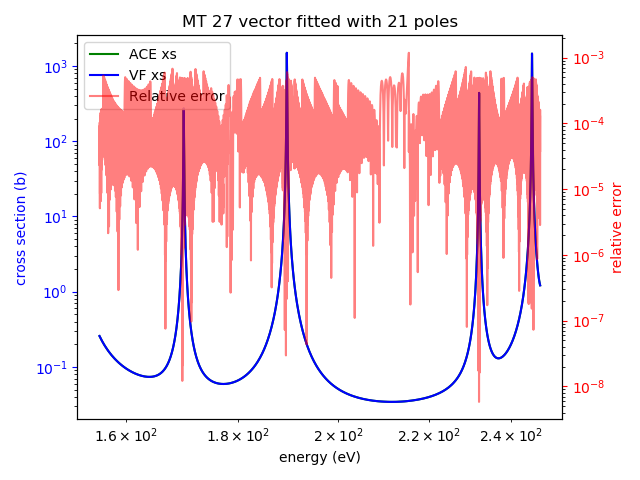 MT 27 vector fitted with 21 poles
ACE xs
VF xs
Relative error
cross section (b)
10³
10²
10¹
10⁰
10⁻¹
10⁻³
10⁻⁴
10⁻⁵
10⁻⁶
10⁻⁷
10⁻⁸
relative error
1.6 × 10² 1.8 × 10² 2 × 10² 2.2 × 10² 2.4 × 10²
energy (eV)